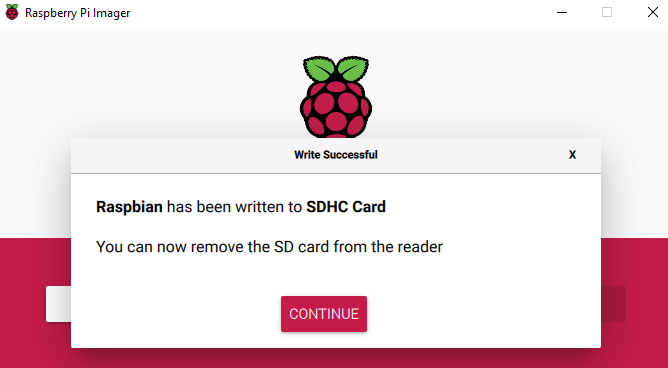 Raspberry Pi Imager
Write Successful X
Raspbian has been written to SDHC Card
You can now remove the SD card from the reader
CONTINUE